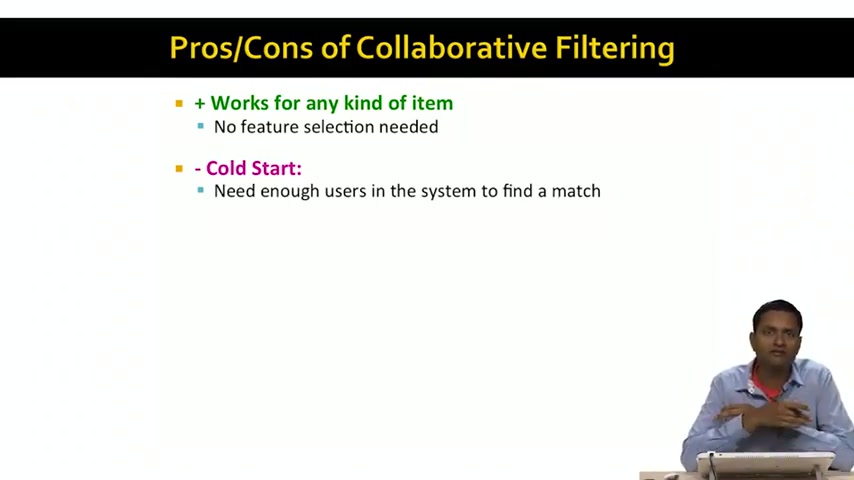 Pros/Cons of Collaborative Filtering
+ Works for any kind of item
No feature selection needed
- Cold Start:
Need enough users in the system to find a match